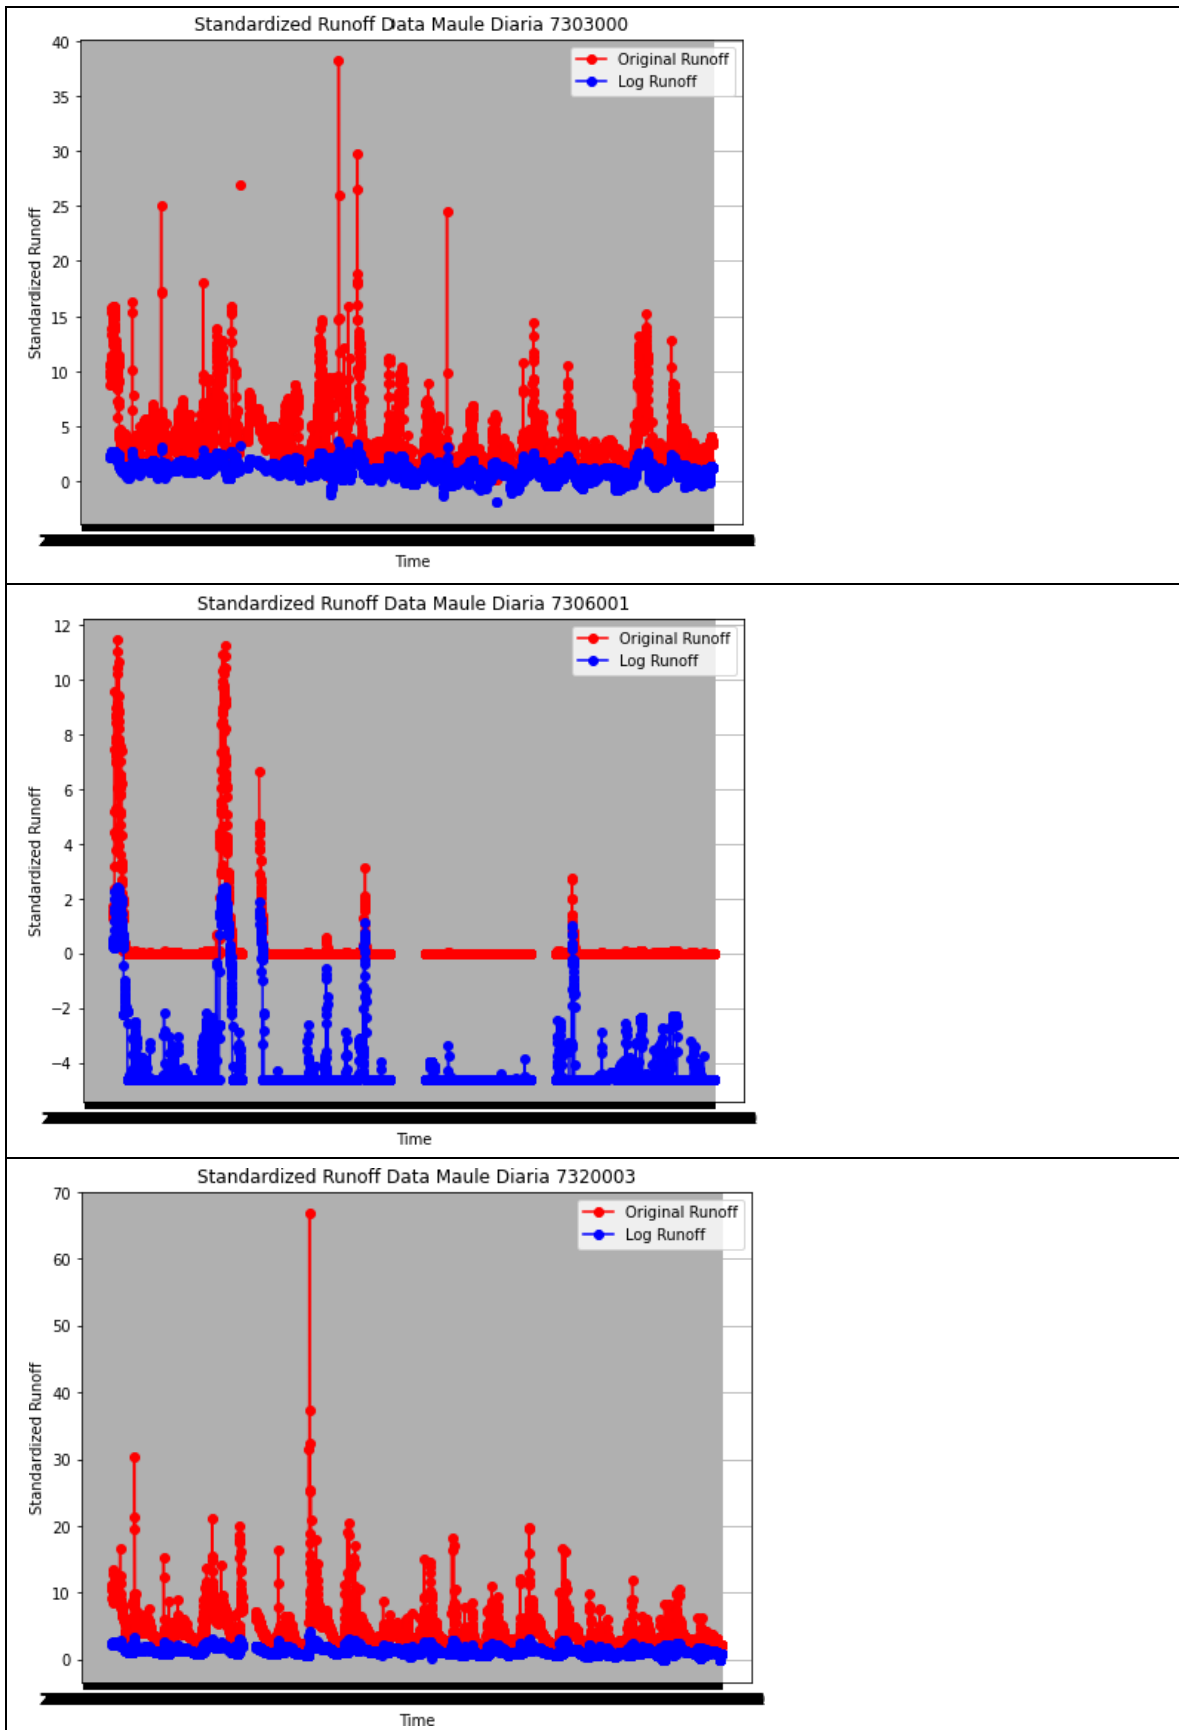 Standardized Runoff Data Maule Diaria 7303000
Original Runoff
Log Runoff
40
35
30
25
20
15
10
5
0
Standardized Runoff
Time
Standardized Runoff Data Maule Diaria 7306001
Original Runoff
Log Runoff
12
10
8
6
4
2
0
−2
−4
Standardized Runoff
Time
Standardized Runoff Data Maule Diaria 7320003
Original Runoff
Log Runoff
70
60
50
40
30
20
10
0
Standardized Runoff
Time